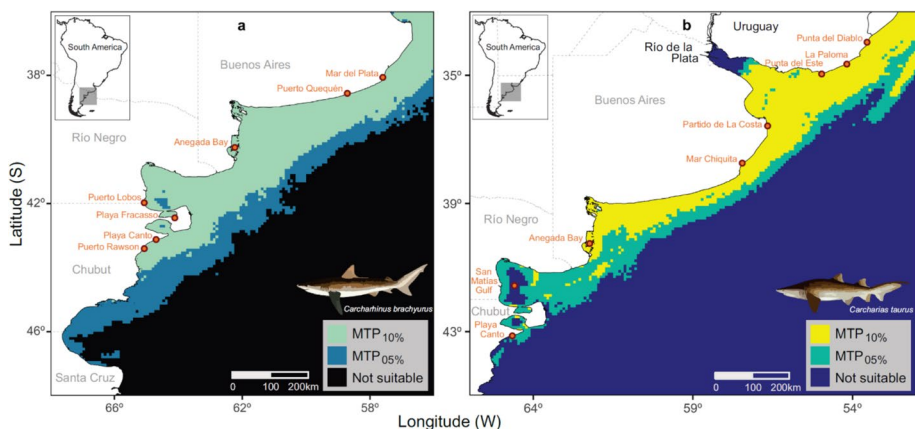 a
South America
Buenos Aires
38º
Mar del Plata
Puerto Quequén
Río Negro
Anegada Bay
Puerto Lobos
42º
Playa Fracasso
Playa Canto
Puerto Rawson
Chubut
Carcharhinus brachyurus
46º
MTP10%
MTP05%
Not suitable
Santa Cruz
0 100 200km
66º 62º 58º
Latitude (S)
b
South America
Uruguay
Punta del Diablo
Río de la
Plata
La Paloma
Punta del Este
35º
Buenos Aires
Partido de La Costa
Mar Chiquita
39º
Río Negro
Anegada Bay
San
Matías
Gulf
Chubut
Playa
Canto
43º
Carcharias taurus
MTP10%
MTP05%
Not suitable
0 100 200km
64º 59º 54º
Longitude (W)